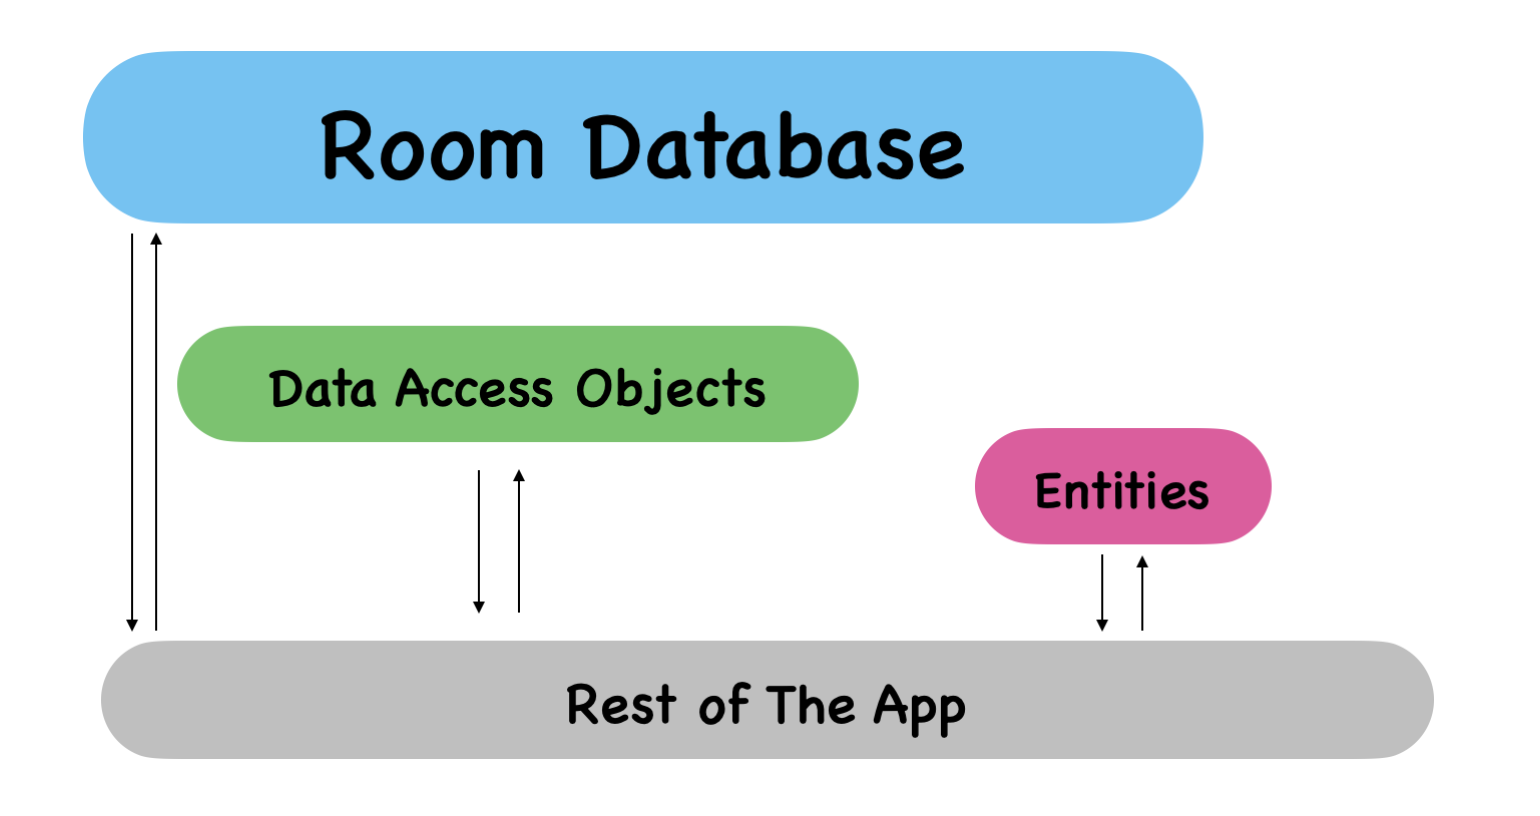 Room Database
Data Access Objects
Entities
Rest of The App